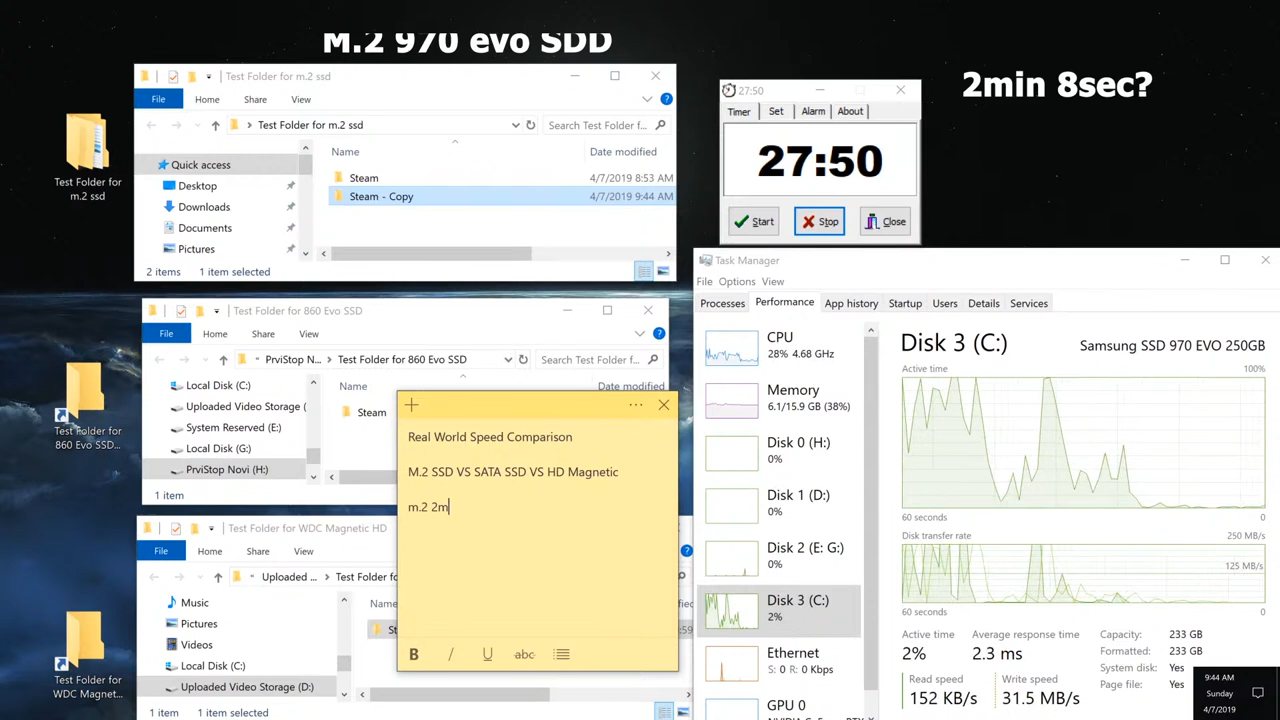 M.2 970 evo SDD
2min 8sec?
Test Folder for m.2 ssd
File Home Share View
Test Folder for m.2 ssd
Search Test Folder f...
Name
Date modified
Quick access
Desktop
Downloads
Documents
Pictures
Steam 4/7/2019 8:53 AM
Steam - Copy 4/7/2019 9:44 AM
2 items 1 item selected
Test Folder for
m.2 ssd
27:50
Timer Set Alarm About
27:50
Start Stop Close
Test Folder for 860 Evo SSD
File Home Share View
PrviStop N... Test Folder for 860 Evo SSD
Search Test Folder f...
Name
Date modified
Local Disk (C:)
Uploaded Video Storage (
System Reserved (E:)
Local Disk (G:)
PrviStop Novi (H:)
Steam
1 item
Test Folder for
860 Evo SSD...
Real World Speed Comparison
M.2 SSD VS SATA SSD VS HD Magnetic
m.2 2m
B / U abc
Test Folder for WDC Magnetic HD
File Home Share View
Uploaded ... Test Folder fo
Name
Music
Pictures
Videos
Local Disk (C:)
Uploaded Video Storage (D:)
St
:59
1 item 1 item selected
Test Folder for
WDC Magnet...
Task Manager
File Options View
Processes Performance App history Startup Users Details Services
CPU
28% 4.68 GHz
Memory
6.1/15.9 GB (38%)
Disk 0 (H:)
0%
Disk 1 (D:)
0%
Disk 2 (E: G:)
0%
Disk 3 (C:)
2%
Ethernet
S: 0 R: 0 Kbps
GPU 0
Disk 3 (C:)
Samsung SSD 970 EVO 250GB
Active time 100%
60 seconds 0
Disk transfer rate 250 MB/s
125 MB/s
60 seconds 0
Active time
2%
Average response time
2.3 ms
Read speed
152 KB/s
Write speed
31.5 MB/s
Capacity: 233 GB
Formatted: 233 GB
System disk: Yes
Page file: Yes
9:44 AM
Sunday
4/7/2019